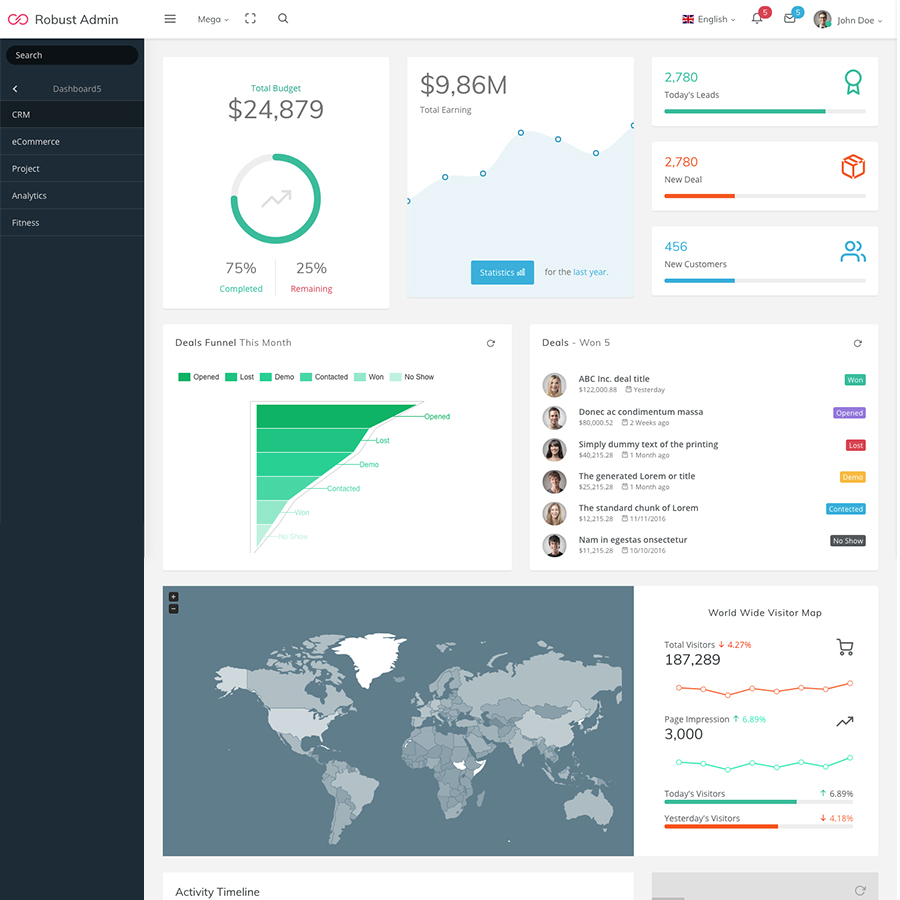 Robust Admin
Mega
English
5
5
John Doe
Search
Dashboard5
CRM
eCommerce
Project
Analytics
Fitness
Total Budget
$24,879
75%
Completed
25%
Remaining
$9,86M
Total Earning
Statistics
for the last year.
2,780
Today's Leads
2,780
New Deal
456
New Customers
Deals Funnel This Month
Opened Lost Demo Contacted Won No Show
Opened
Lost
Demo
Contacted
Won
No Show
Deals - Won 5
ABC Inc. deal title
Won
$122,000.88 Yesterday
Donec ac condimentum massa
Opened
$80,000.52 2 Weeks ago
Simply dummy text of the printing
Lost
$40,215.28 1 Month ago
The generated Lorem or title
Demo
$25,215.28 1 Month ago
The standard chunk of Lorem
Contected
$12,215.28 11/11/2016
Nam in egestas onsectetur
No Show
$11,215.28 10/10/2016
+
−
World Wide Visitor Map
Total Visitors ↓ 4.27%
187,289
Page Impression ↑ 6.89%
3,000
Today's Visitors ↑ 6.89%
Yesterday's Visitors ↓ 4.18%
Activity Timeline